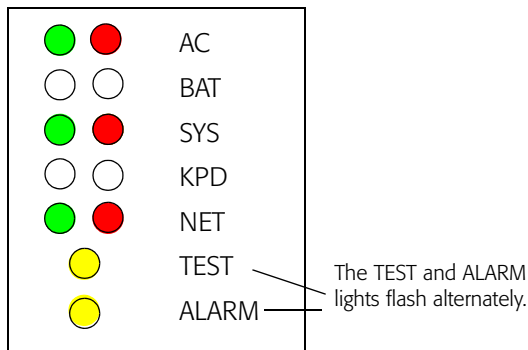 AC
BAT
SYS
KPD
NET
TEST
ALARM
The TEST and ALARM
lights flash alternately.